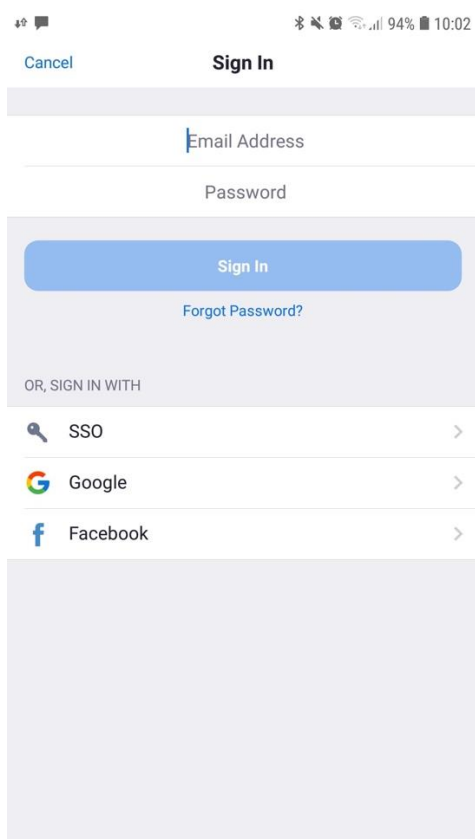 94% 10:02
Cancel Sign In
Email Address
Password
Sign In
Forgot Password?
OR, SIGN IN WITH
SSO
Google
Facebook